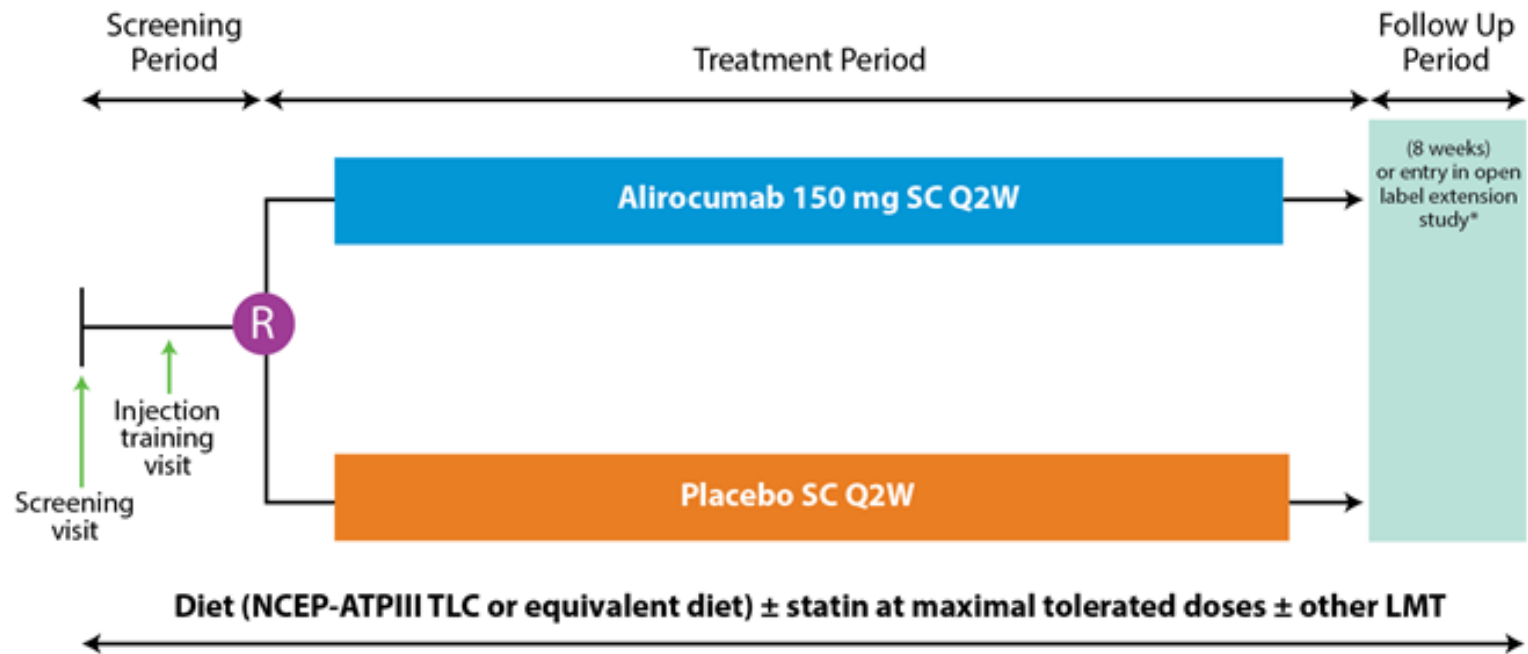 Screening
Period
Treatment Period
Follow Up
Period
Alirocumab 150 mg SC Q2W
(8 weeks)
or entry in open
label extension
study*
R
Injection
training
visit
Screening
visit
Placebo SC Q2W
Diet (NCEP-ATPIII TLC or equivalent diet) ± statin at maximal tolerated doses ± other LMT